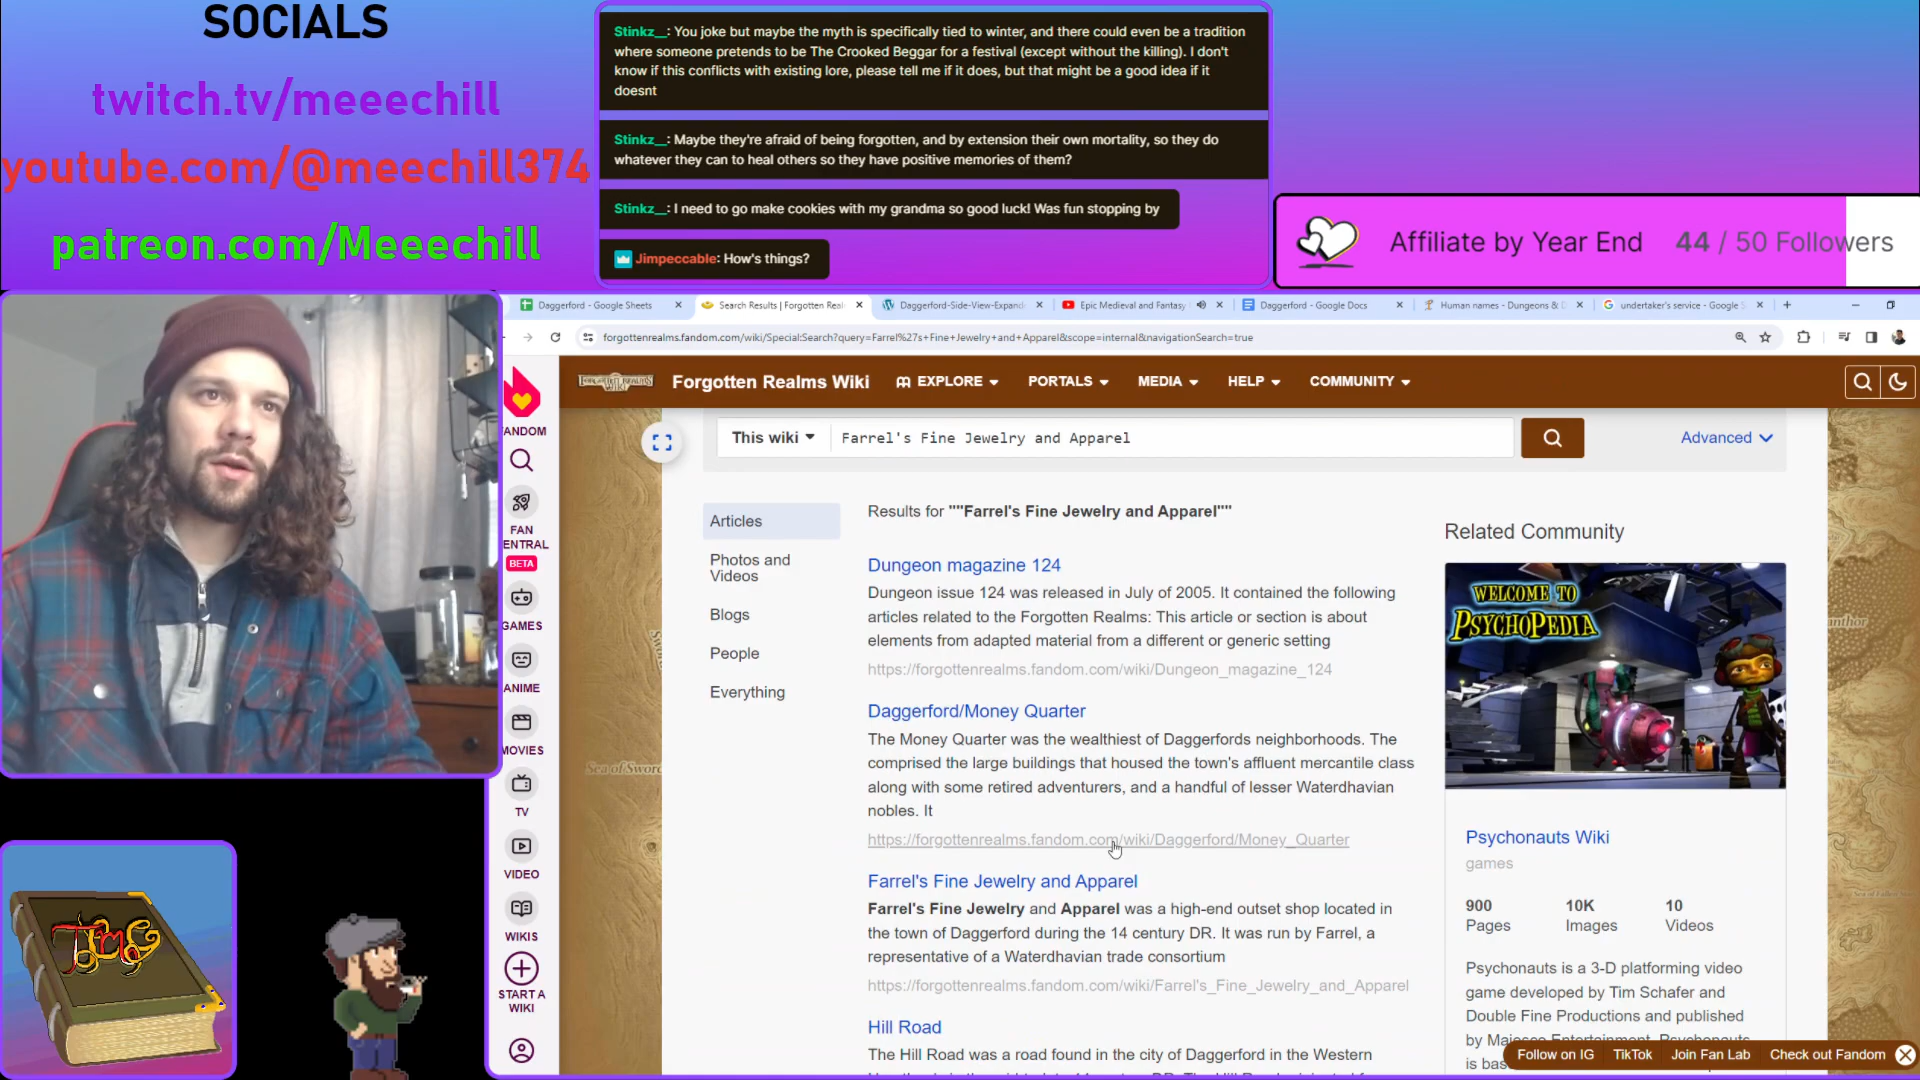 SOCIALS
twitch.tv/meeechill
youtube.com/@meechill374
patreon.com/Meeechill
Stinkz__: You joke but maybe the myth is specifically tied to winter, and there could even be a tradition
where someone pretends to be The Crooked Beggar for a festival (except without the killing). I don't
know if this conflicts with existing lore, please tell me if it does, but that might be a good idea if it
doesnt
Stinkz__: Maybe they're afraid of being forgotten, and by extension their own mortality, so they do
whatever they can to heal others so they have positive memories of them?
Stinkz__: I need to go make cookies with my grandma so good luck! Was fun stopping by
Jimpeccable: How's things?
Affiliate by Year End 44 / 50 Followers
Daggerford - Google Sheets
Search Results | Forgotten Real
Daggerford-Side-View-Expand
Epic Medieval and Fantasy
Daggerford - Google Docs
Human names - Dungeons & D
undertaker's service - Google S
forgottenrealms.fandom.com/wiki/Special:Search?query=Farrel%27s+Fine+Jewelry+and+Apparel&scope=internal&navigationSearch=true
Forgotten Realms Wiki
EXPLORE
PORTALS
MEDIA
HELP
COMMUNITY
ANDOM
FAN
ENTRAL
BETA
GAMES
ANIME
MOVIES
TV
VIDEO
WIKIS
START A
WIKI
This wiki
Farrel's Fine Jewelry and Apparel
Advanced
Articles
Photos and
Videos
Blogs
People
Everything
Results for ""Farrel's Fine Jewelry and Apparel""
Dungeon magazine 124
Dungeon issue 124 was released in July of 2005. It contained the following
articles related to the Forgotten Realms: This article or section is about
elements from adapted material from a different or generic setting
https://forgottenrealms.fandom.com/wiki/Dungeon_magazine_124
Daggerford/Money Quarter
The Money Quarter was the wealthiest of Daggerfords neighborhoods. The
comprised the large buildings that housed the town's affluent mercantile class
along with some retired adventurers, and a handful of lesser Waterdhavian
nobles. It
https://forgottenrealms.fandom.com/wiki/Daggerford/Money_Quarter
Farrel's Fine Jewelry and Apparel
Farrel's Fine Jewelry and Apparel was a high-end outset shop located in
the town of Daggerford during the 14 century DR. It was run by Farrel, a
representative of a Waterdhavian trade consortium
https://forgottenrealms.fandom.com/wiki/Farrel's_Fine_Jewelry_and_Apparel
Hill Road
The Hill Road was a road found in the city of Daggerford in the Western
Related Community
WELCOME TO
PSYCHOPEDIA
Psychonauts Wiki
games
900
Pages
10K
Images
10
Videos
Psychonauts is a 3-D platforming video
game developed by Tim Schafer and
Double Fine Productions and published
Follow on IG
TikTok
Join Fan Lab
Check out Fandom
Sea of Sword